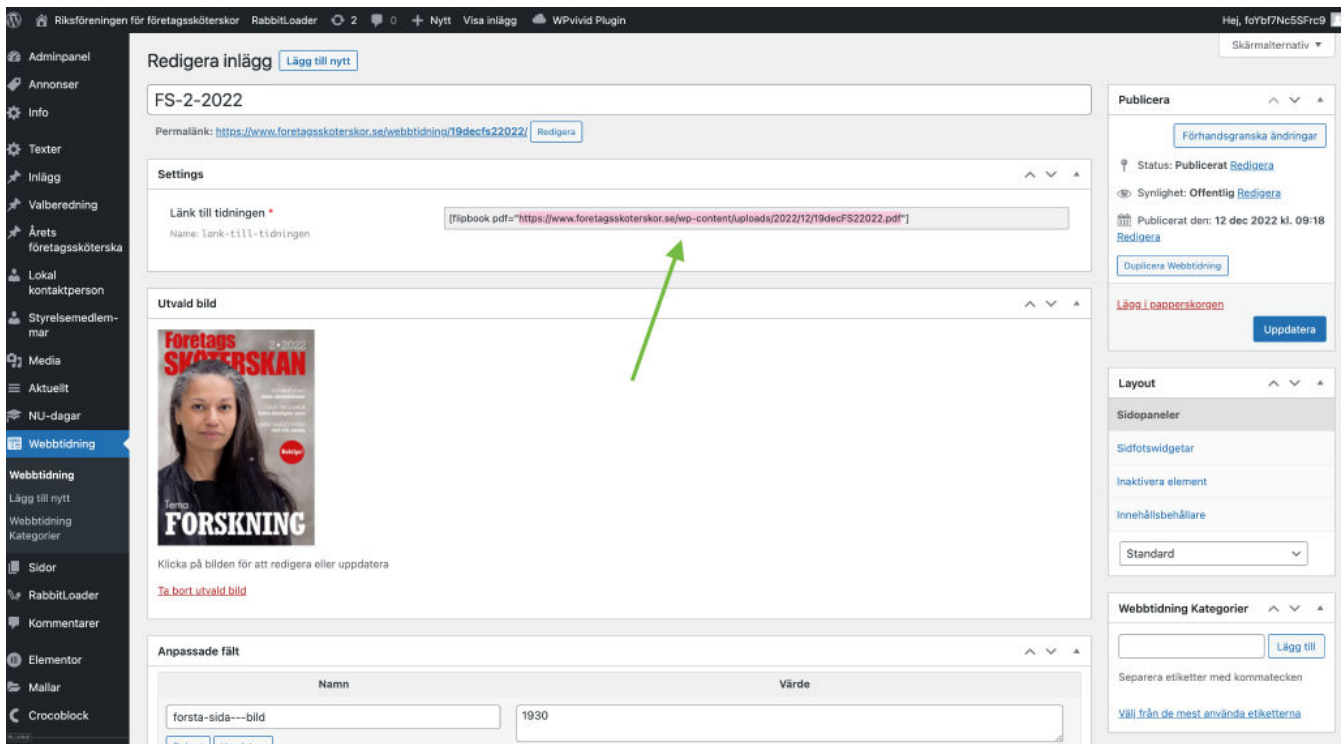 Riksföreningen för företagssköterskor RabbitLoader 2 0 + Nytt Visa inlägg WPvivid Plugin Hej, foYbf7Nc5SFrc9
Skärmalternativ ▼
Adminpanel
Annonser
Info
Texter
Inlägg
Valberedning
Årets
företagssköterska
Lokal
kontaktperson
Styrelsemedlem-
mar
Media
Aktuellt
NU-dagar
Webbtidning
Webbtidning
Lägg till nytt
Webbtidning
Kategorier
Sidor
RabbitLoader
Kommentarer
Elementor
Mallar
Crocoblock
Redigera inlägg Lägg till nytt
FS-2-2022
Permalänk: https://www.foretagsskoterskor.se/webbtidning/19decfs22022/ Redigera
Settings
Länk till tidningen *
Name: lank-till-tidningen
[flipbook pdf="https://www.foretagsskoterskor.se/wp-content/uploads/2022/12/19decFS22022.pdf"]
Utvald bild
Företags
2•2022
SKÖTERSKAN
Tema
FORSKNING
Klicka på bilden för att redigera eller uppdatera
Ta bort utvald bild
Anpassade fält
Namn Värde
forsta-sida---bild 1930
Publicera
Förhandsgranska ändringar
Status: Publicerat Redigera
Synlighet: Offentlig Redigera
Publicerat den: 12 dec 2022 kl. 09:18
Redigera
Duplicera Webbtidning
Lägg i papperskorgen
Uppdatera
Layout
Sidopaneler
Sidfotswidgetar
Inaktivera element
Innehållsbehållare
Standard
Webbtidning Kategorier
Lägg till
Separera etiketter med kommatecken
Välj från de mest använda etiketterna